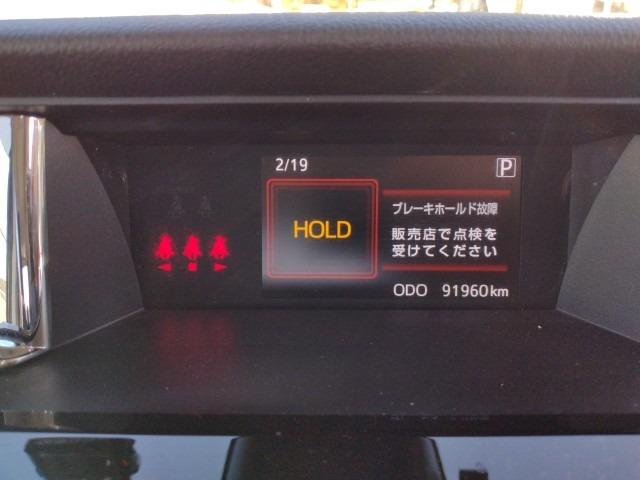 2/19
P
HOLD
ブレーキホールド故障
販売店で点検を
受けてください
ODO 91960km